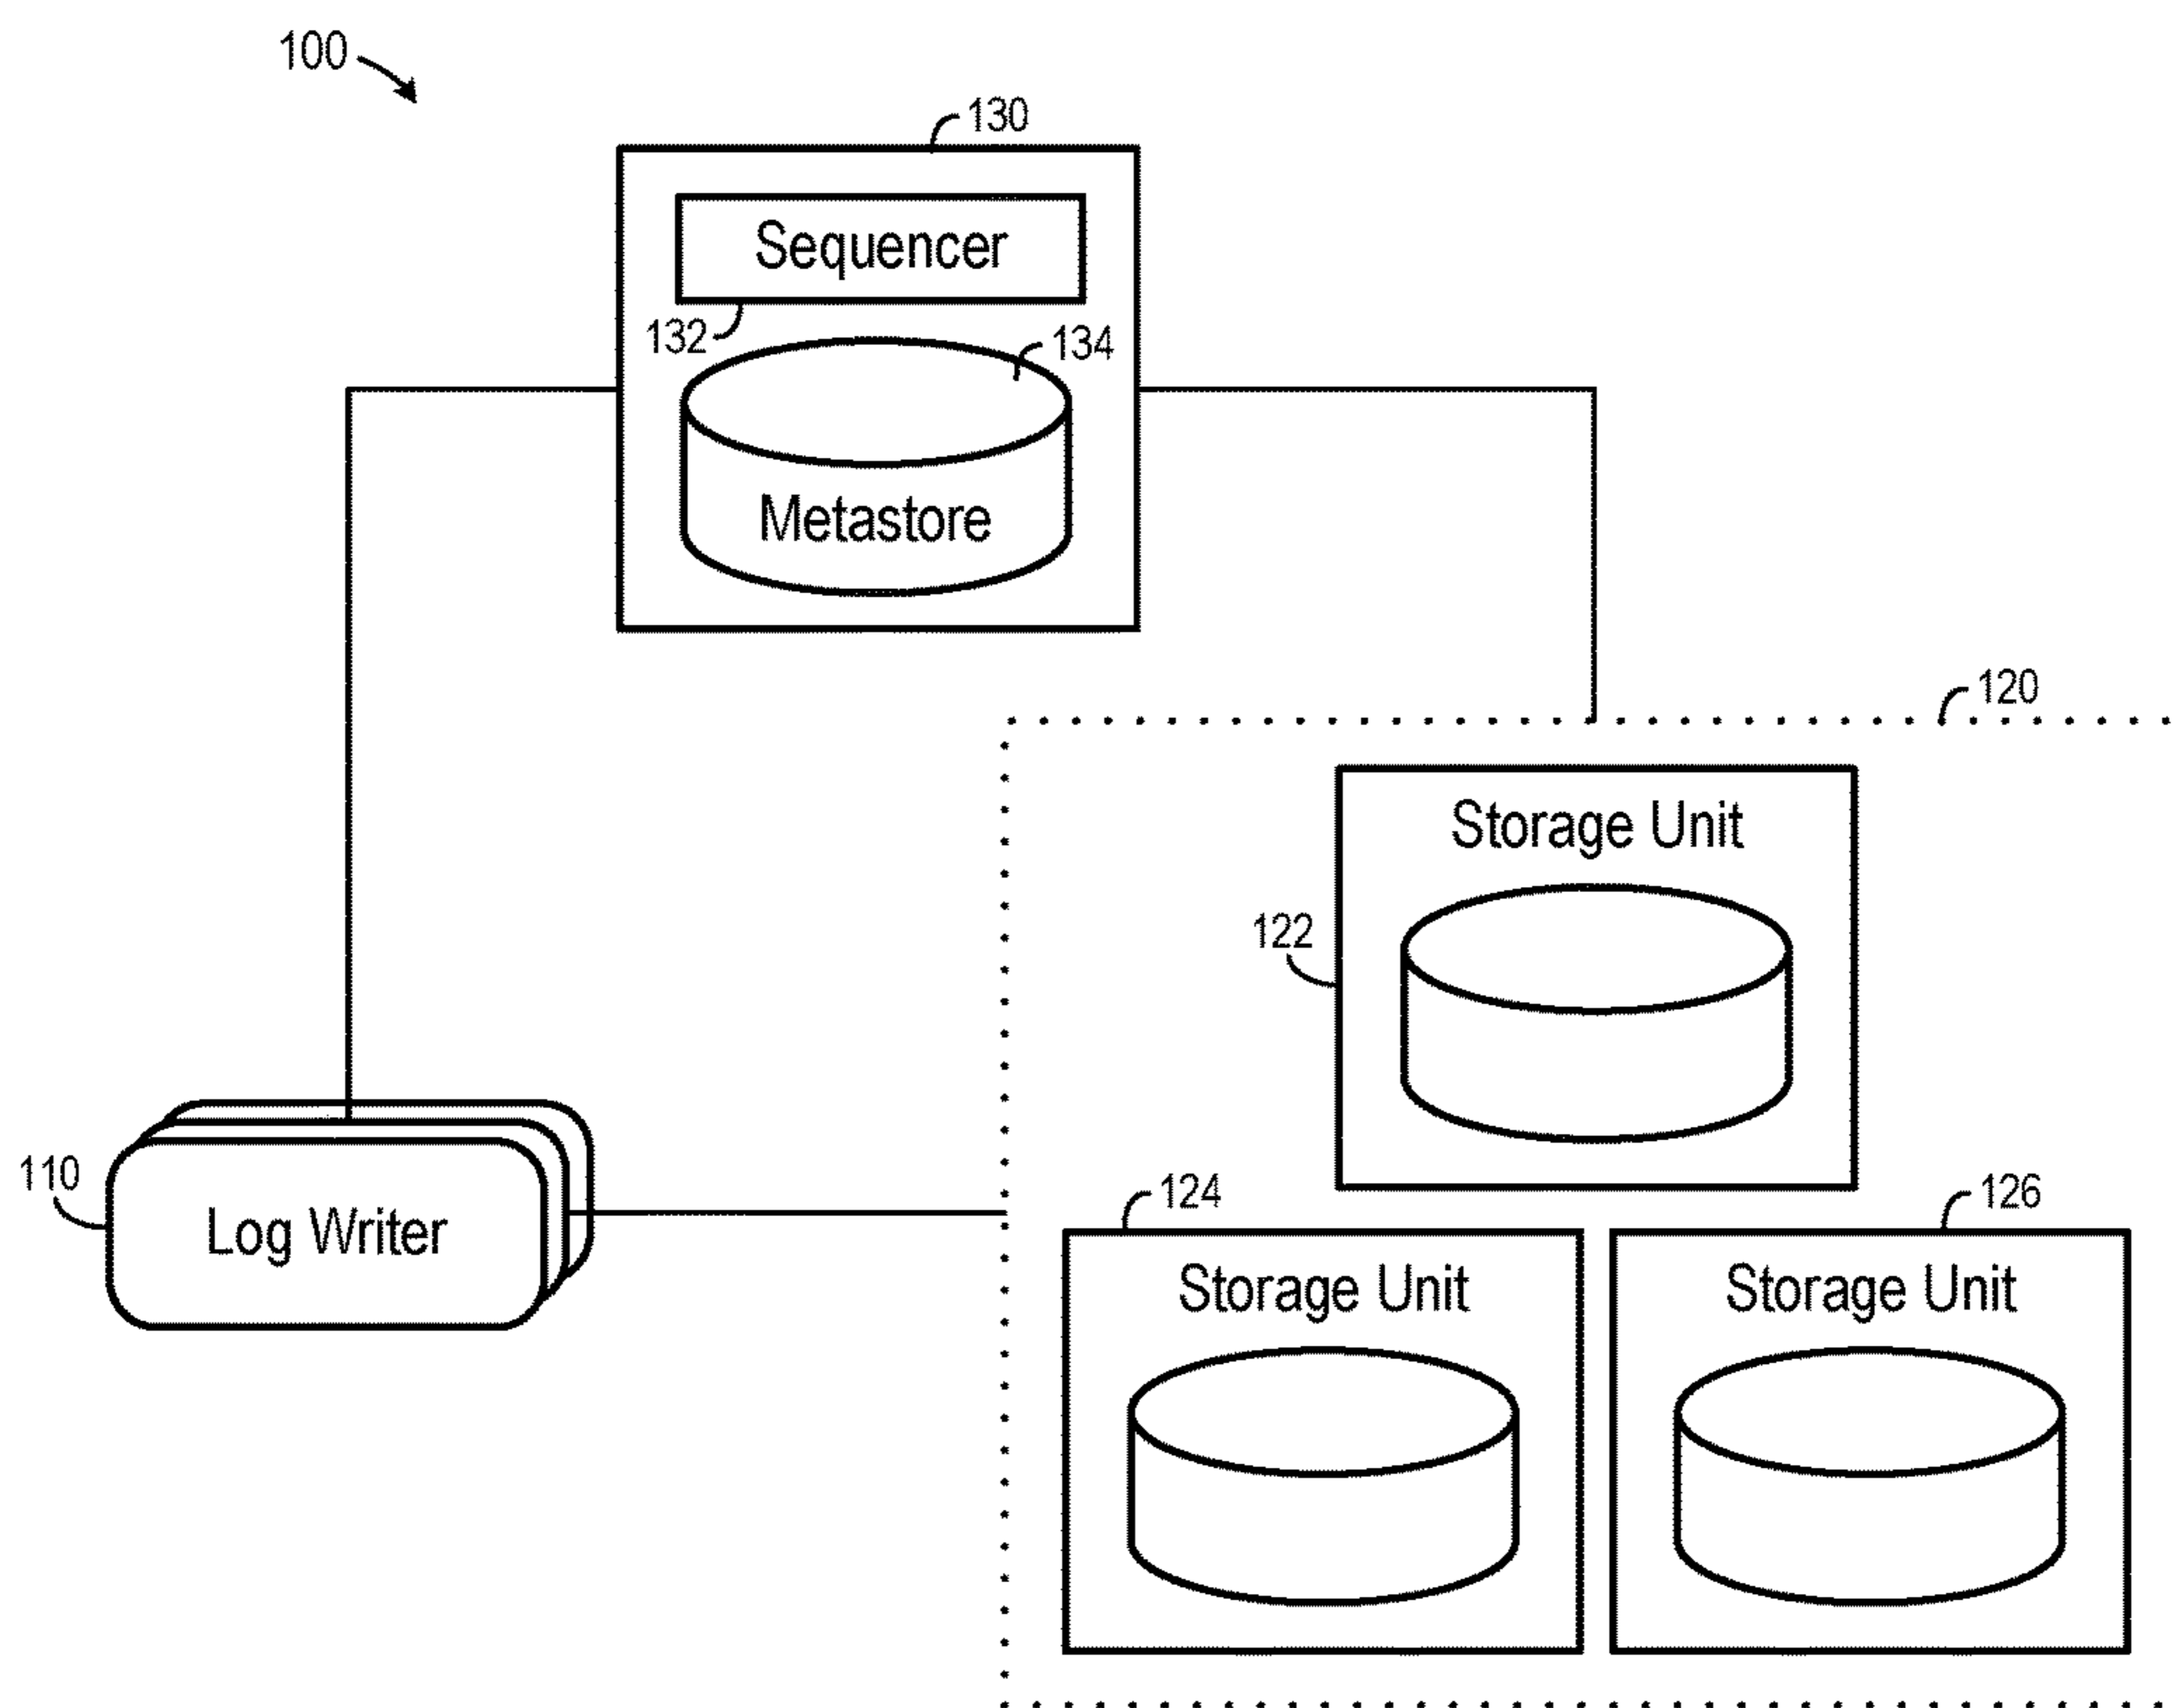 100
130
Sequencer
132
134
Metastore
120
Storage Unit
122
110
Log Writer
124
126
Storage Unit
Storage Unit